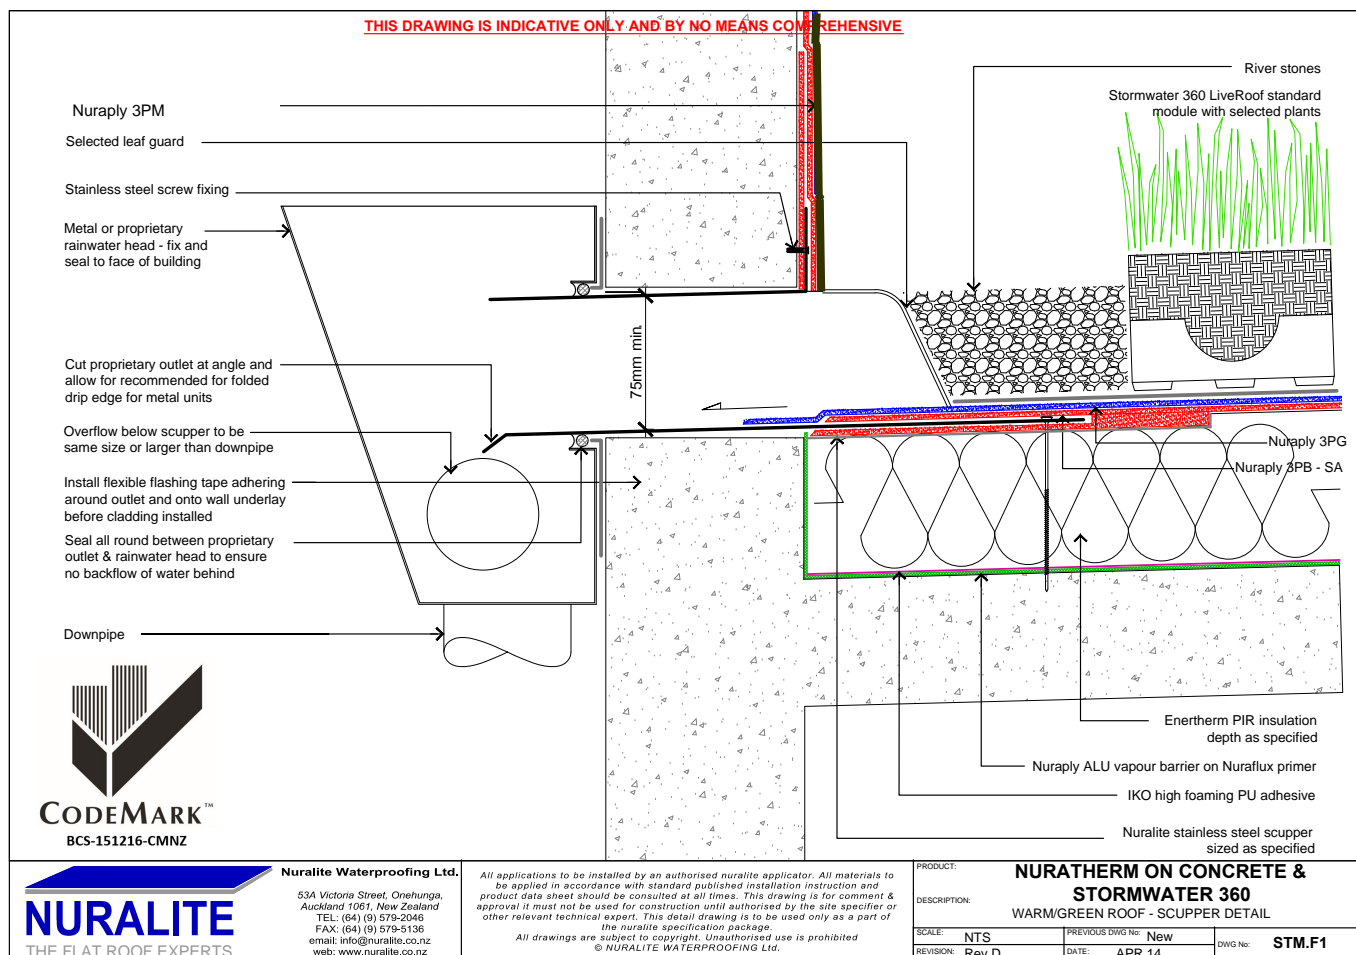 THIS DRAWING IS INDICATIVE ONLY AND BY NO MEANS COMPREHENSIVE
Nuraply 3PM
Selected leaf guard
Stainless steel screw fixing
Metal or proprietary
rainwater head - fix and
seal to face of building
Cut proprietary outlet at angle and
allow for recommended for folded
drip edge for metal units
Overflow below scupper to be
same size or larger than downpipe
Install flexible flashing tape adhering
around outlet and onto wall underlay
before cladding installed
Seal all round between proprietary
outlet & rainwater head to ensure
no backflow of water behind
Downpipe
75mm min.
River stones
Stormwater 360 LiveRoof standard
module with selected plants
Nuraply 3PG
Nuraply 3PB - SA
Enertherm PIR insulation
depth as specified
Nuraply ALU vapour barrier on Nuraflux primer
IKO high foaming PU adhesive
Nuralite stainless steel scupper
sized as specified
CODEMARK™
BCS-151216-CMNZ
NURALITE
THE FLAT ROOF EXPERTS
Nuralite Waterproofing Ltd.
53A Victoria Street, Onehunga,
Auckland 1061, New Zealand
TEL: (64) (9) 579-2046
FAX: (64) (9) 579-5136
email: info@nuralite.co.nz
web: www.nuralite.co.nz
All applications to be installed by an authorised nuralite applicator. All materials to
be applied in accordance with standard published installation instruction and
product data sheet should be consulted at all times. This drawing is for comment &
approval it must not be used for construction until authorised by the site specifier or
other relevant technical expert. This detail drawing is to be used only as a part of
the nuralite specification package.
All drawings are subject to copyright. Unauthorised use is prohibited
© NURALITE WATERPROOFING Ltd.
PRODUCT: NURATHERM ON CONCRETE &
STORMWATER 360
DESCRIPTION: WARM/GREEN ROOF - SCUPPER DETAIL
SCALE: NTS
PREVIOUS DWG No: New
REVISION: Rev D
DATE: APR 14
DWG No: STM.F1